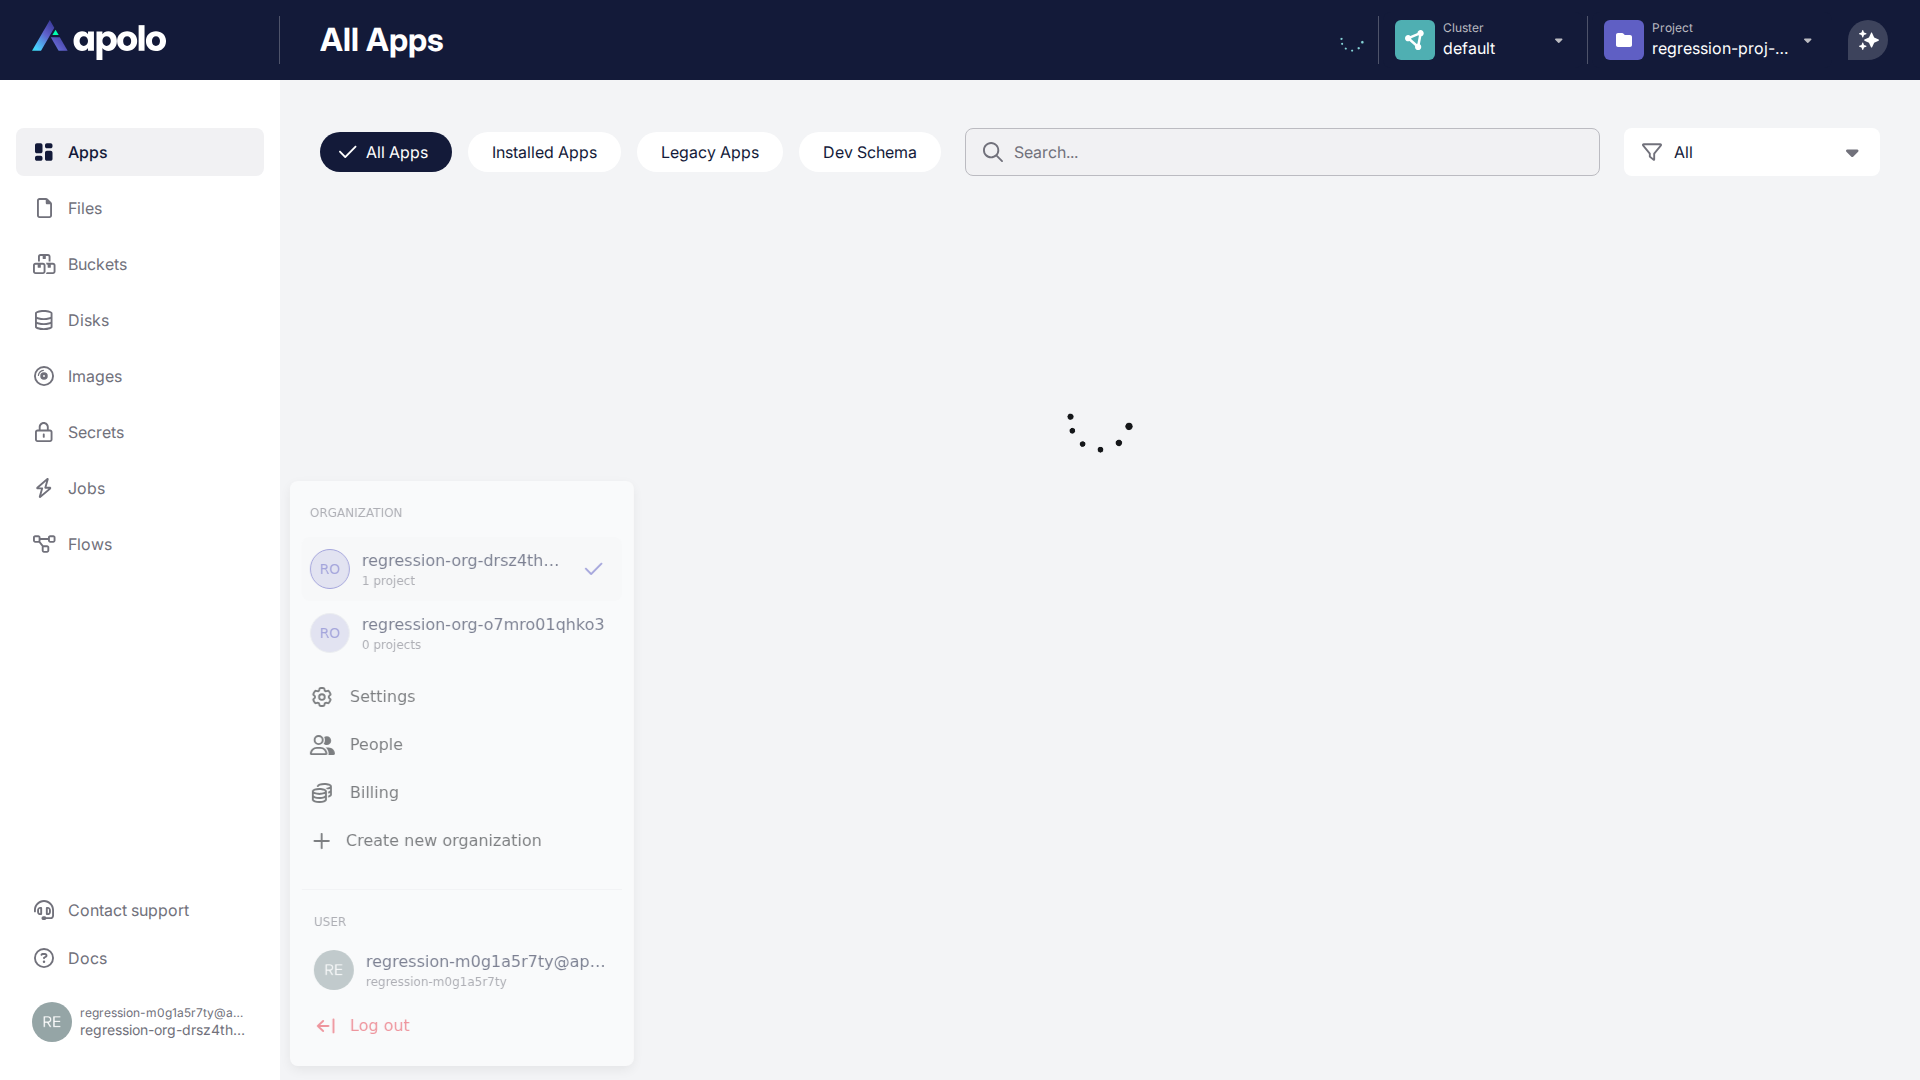 apolo
All Apps
Cluster
default
Project
regression-proj-...
Apps
Files
Buckets
Disks
Images
Secrets
Jobs
Flows
Contact support
Docs
RE
regression-m0g1a5r7ty@a...
regression-org-drsz4th...
All Apps
Installed Apps
Legacy Apps
Dev Schema
Search...
All
ORGANIZATION
RO
regression-org-drsz4th...
1 project
RO
regression-org-o7mro01qhko3
0 projects
Settings
People
Billing
Create new organization
USER
RE
regression-m0g1a5r7ty@ap...
regression-m0g1a5r7ty
Log out